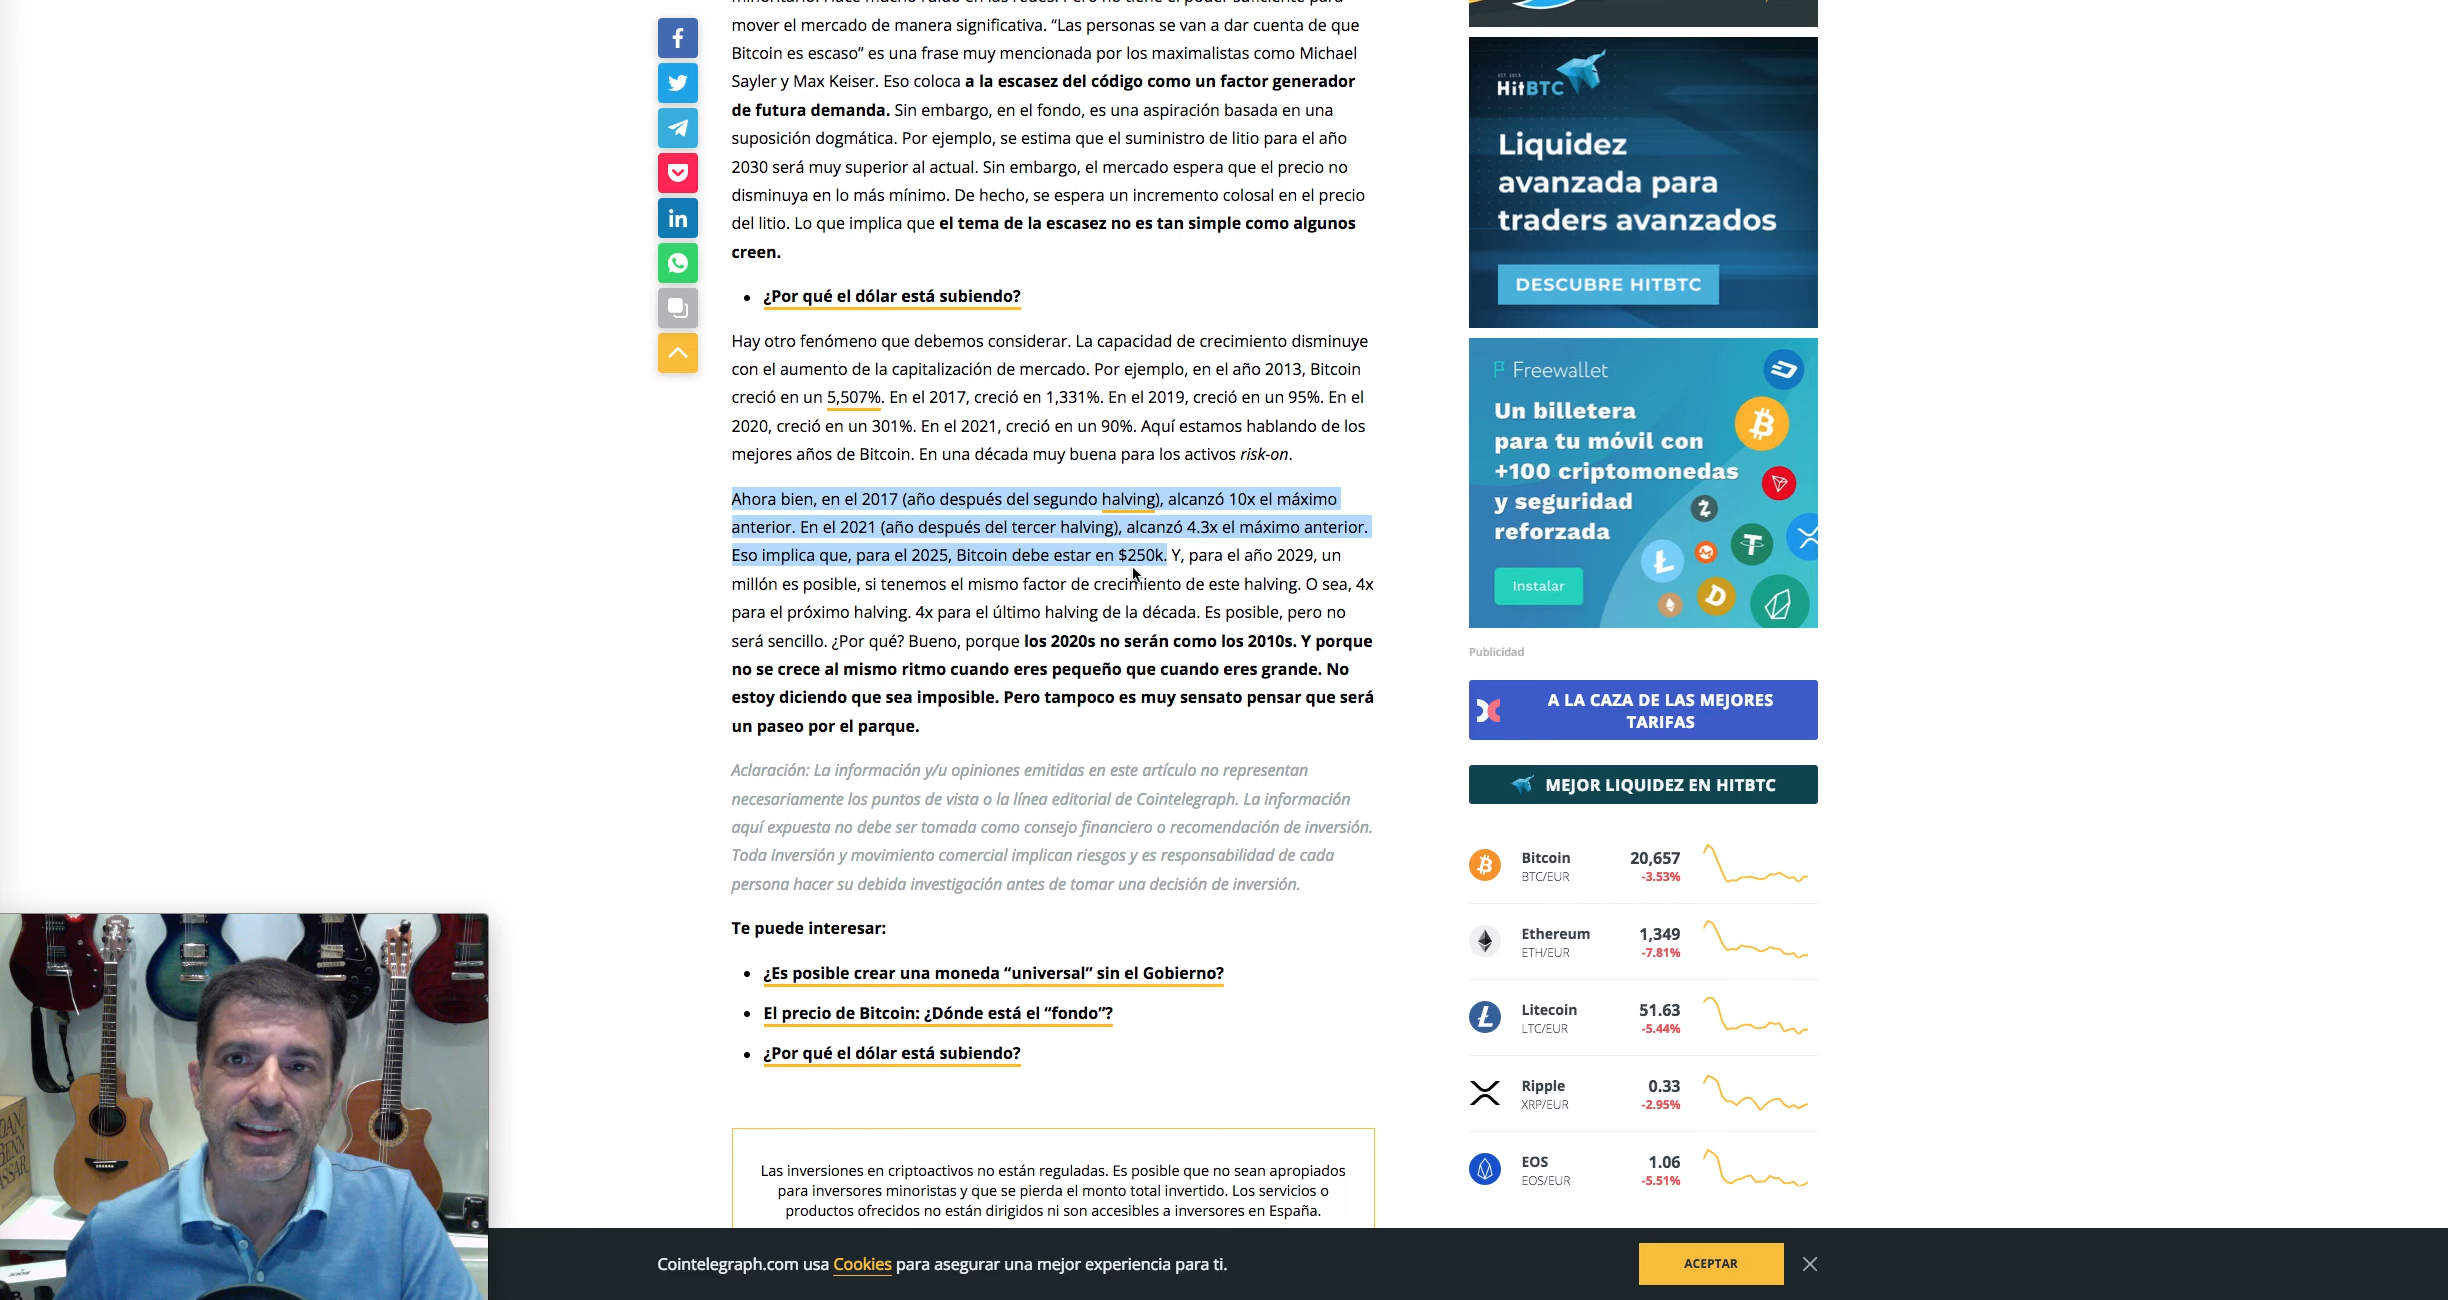 mover el mercado de manera significativa. “Las personas se van a dar cuenta de que
Bitcoin es escaso” es una frase muy mencionada por los maximalistas como Michael
Sayler y Max Keiser. Eso coloca a la escasez del código como un factor generador
de futura demanda. Sin embargo, en el fondo, es una aspiración basada en una
suposición dogmática. Por ejemplo, se estima que el suministro de litio para el año
2030 será muy superior al actual. Sin embargo, el mercado espera que el precio no
disminuya en lo más mínimo. De hecho, se espera un incremento colosal en el precio
del litio. Lo que implica que el tema de la escasez no es tan simple como algunos
creen.
¿Por qué el dólar está subiendo?
Hay otro fenómeno que debemos considerar. La capacidad de crecimiento disminuye
con el aumento de la capitalización de mercado. Por ejemplo, en el año 2013, Bitcoin
creció en un 5,507%. En el 2017, creció en 1,331%. En el 2019, creció en un 95%. En el
2020, creció en un 301%. En el 2021, creció en un 90%. Aquí estamos hablando de los
mejores años de Bitcoin. En una década muy buena para los activos risk-on.
Ahora bien, en el 2017 (año después del segundo halving), alcanzó 10x el máximo
anterior. En el 2021 (año después del tercer halving), alcanzó 4.3x el máximo anterior.
Eso implica que, para el 2025, Bitcoin debe estar en $250k. Y, para el año 2029, un
millón es posible, si tenemos el mismo factor de crecimiento de este halving. O sea, 4x
para el próximo halving. 4x para el último halving de la década. Es posible, pero no
será sencillo. ¿Por qué? Bueno, porque los 2020s no serán como los 2010s. Y porque
no se crece al mismo ritmo cuando eres pequeño que cuando eres grande. No
estoy diciendo que sea imposible. Pero tampoco es muy sensato pensar que será
un paseo por el parque.
Aclaración: La información y/u opiniones emitidas en este artículo no representan
necesariamente los puntos de vista o la línea editorial de Cointelegraph. La información
aquí expuesta no debe ser tomada como consejo financiero o recomendación de inversión.
Toda inversión y movimiento comercial implican riesgos y es responsabilidad de cada
persona hacer su debida investigación antes de tomar una decisión de inversión.
Te puede interesar:
¿Es posible crear una moneda “universal” sin el Gobierno?
El precio de Bitcoin: ¿Dónde está el “fondo”?
¿Por qué el dólar está subiendo?
Las inversiones en criptoactivos no están reguladas. Es posible que no sean apropiados
para inversores minoristas y que se pierda el monto total invertido. Los servicios o
productos ofrecidos no están dirigidos ni son accesibles a inversores en España.
HitBTC
Liquidez
avanzada para
traders avanzados
DESCUBRE HITBTC
Freewallet
Un billetera
para tu móvil con
+100 criptomonedas
y seguridad
reforzada
Instalar
Publicidad
A LA CAZA DE LAS MEJORES
TARIFAS
MEJOR LIQUIDEZ EN HITBTC
Bitcoin 20,657
BTC/EUR -3.53%
Ethereum 1,349
ETH/EUR -7.81%
Litecoin 51.63
LTC/EUR -5.44%
Ripple 0.33
XRP/EUR -2.95%
EOS 1.06
EOS/EUR -5.51%
Cointelegraph.com usa Cookies para asegurar una mejor experiencia para ti.
ACEPTAR